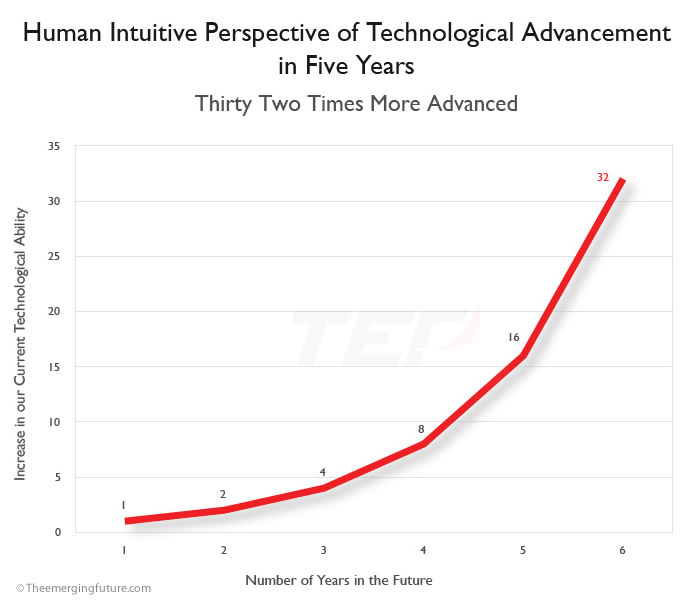 Human Intuitive Perspective of Technological Advancement
in Five Years
Thirty Two Times More Advanced
35
30
25
20
15
10
5
0
Increase in our Current Technological Ability
1
2
4
8
16
32
TEF
1
2
3
4
5
6
Number of Years in the Future
© Theemergingfuture.com